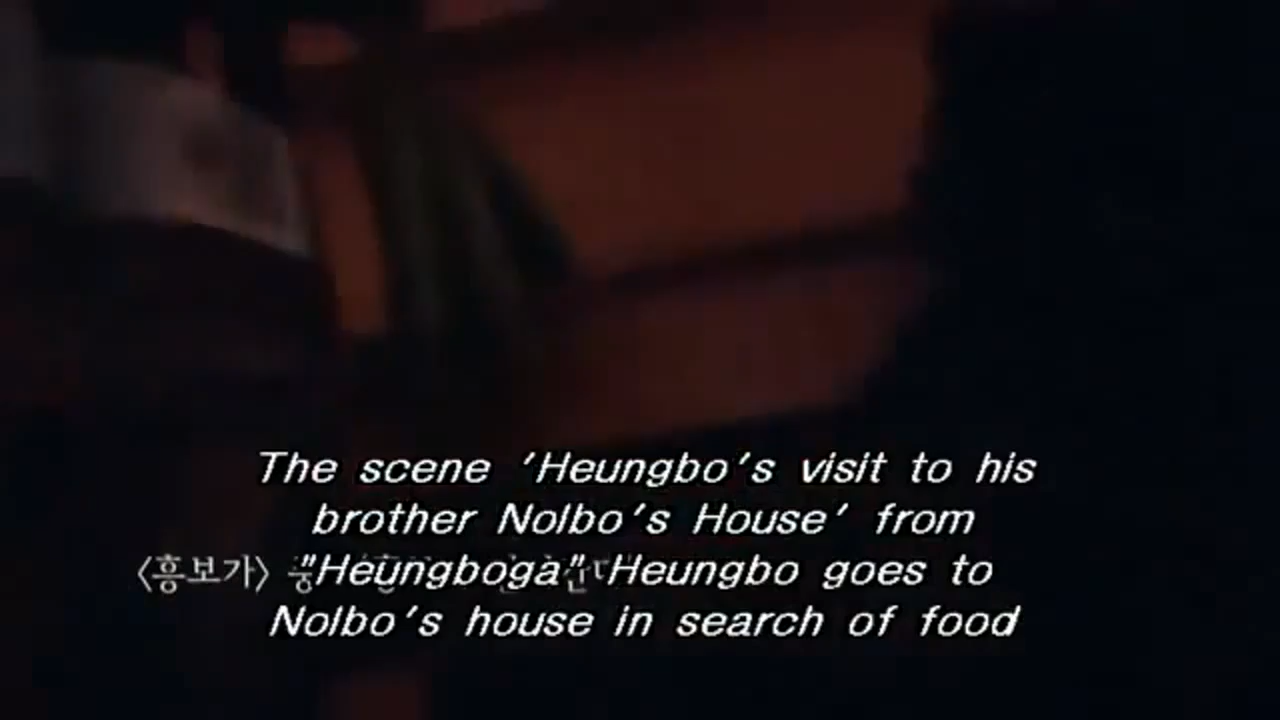 The scene 'Heungbo's visit to his
brother Nolbo's House' from
〈흥보가〉 "Heungboga" Heungbo goes to
Nolbo's house in search of food